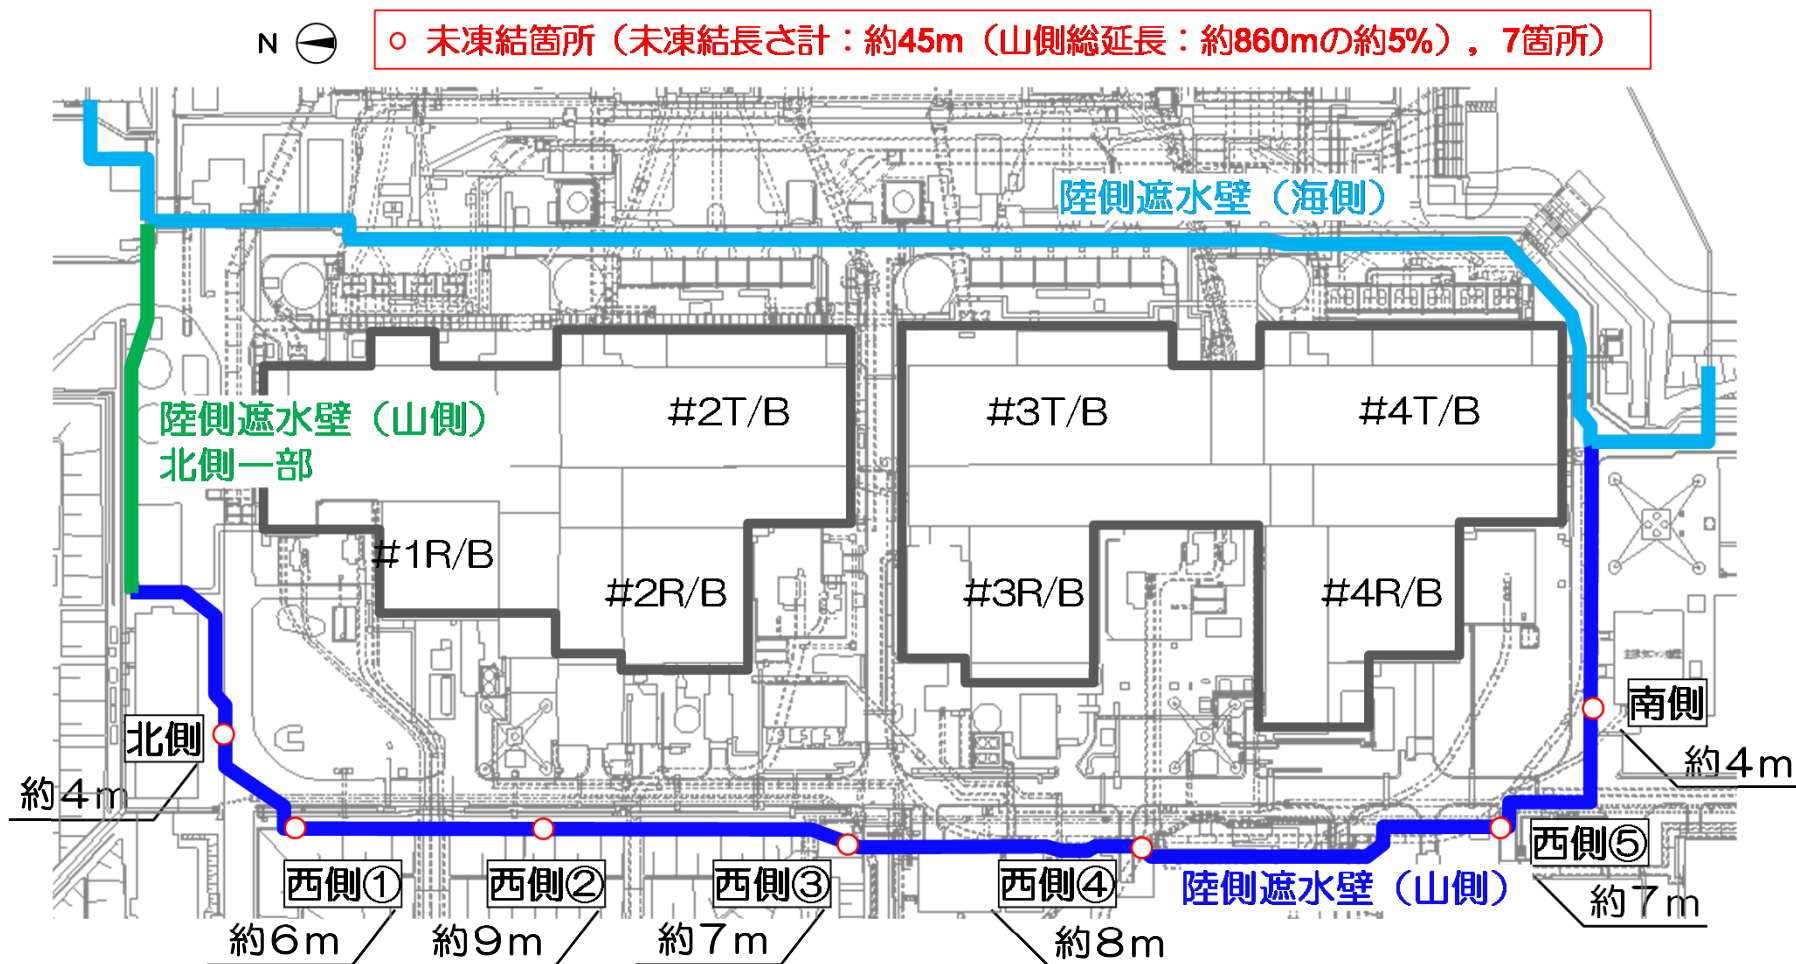 N
○ 未凍結箇所（未凍結長さ計：約45m（山側総延長：約860mの約5%），7箇所）
陸側遮水壁（海側）
陸側遮水壁（山側）
北側一部
#2T/B
#3T/B
#4T/B
#1R/B
#2R/B
#3R/B
#4R/B
北側
約4m
南側
約4m
西側①
約6m
西側②
約9m
西側③
約7m
西側④
約8m
陸側遮水壁（山側）
西側⑤
約7m